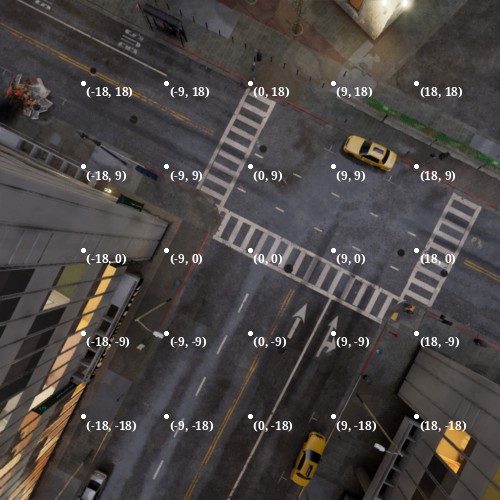 BUS
(-18, 18) (-9, 18) (0, 18) (9, 18) (18, 18)
(-18, 9) (-9, 9) (0, 9) (9, 9) (18, 9)
(-18, 0) (-9, 0) (0, 0) (9, 0) (18, 0)
(-18, -9) (-9, -9) (0, -9) (9, -9) (18, -9)
(-18, -18) (-9, -18) (0, -18) (9, -18) (18, -18)